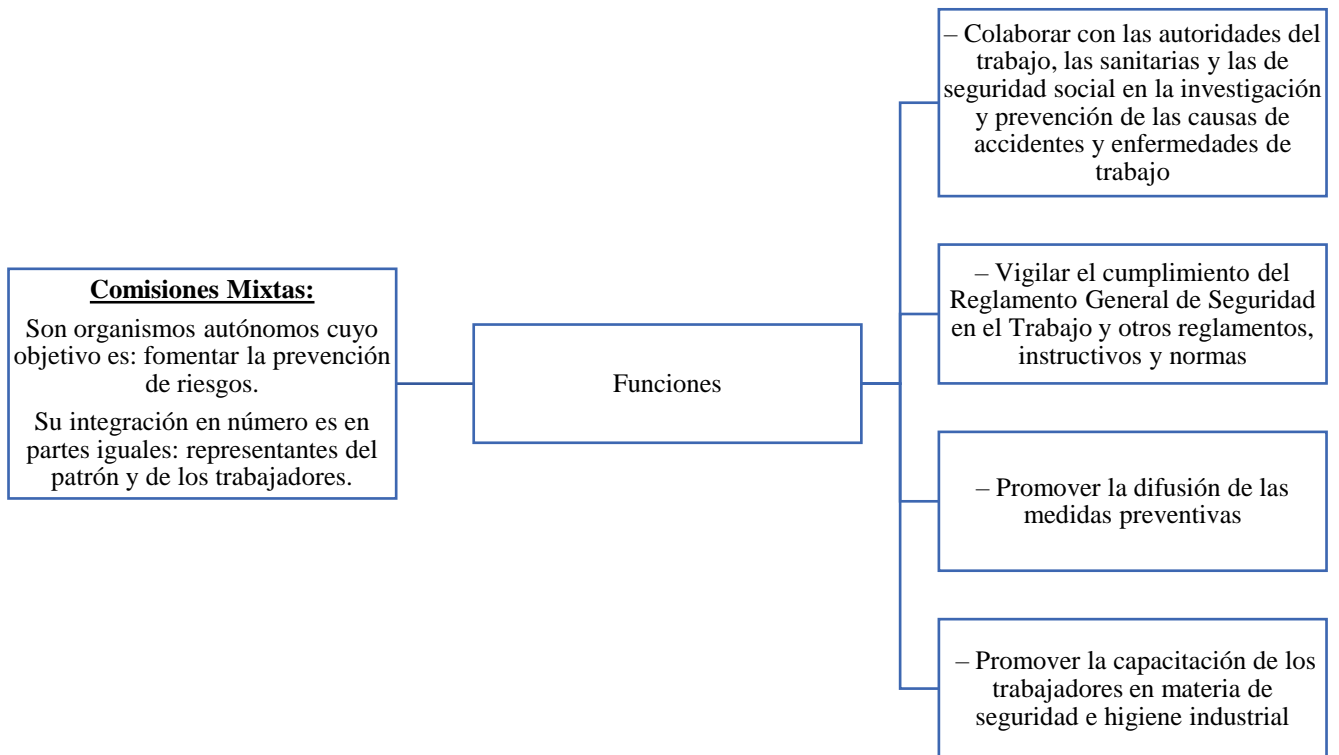 Comisiones Mixtas:
Son organismos autónomos cuyo
objetivo es: fomentar la prevención
de riesgos.
Su integración en número es en
partes iguales: representantes del
patrón y de los trabajadores.
Funciones
– Colaborar con las autoridades del
trabajo, las sanitarias y las de
seguridad social en la investigación
y prevención de las causas de
accidentes y enfermedades de
trabajo
– Vigilar el cumplimiento del
Reglamento General de Seguridad
en el Trabajo y otros reglamentos,
instructivos y normas
– Promover la difusión de las
medidas preventivas
– Promover la capacitación de los
trabajadores en materia de
seguridad e higiene industrial